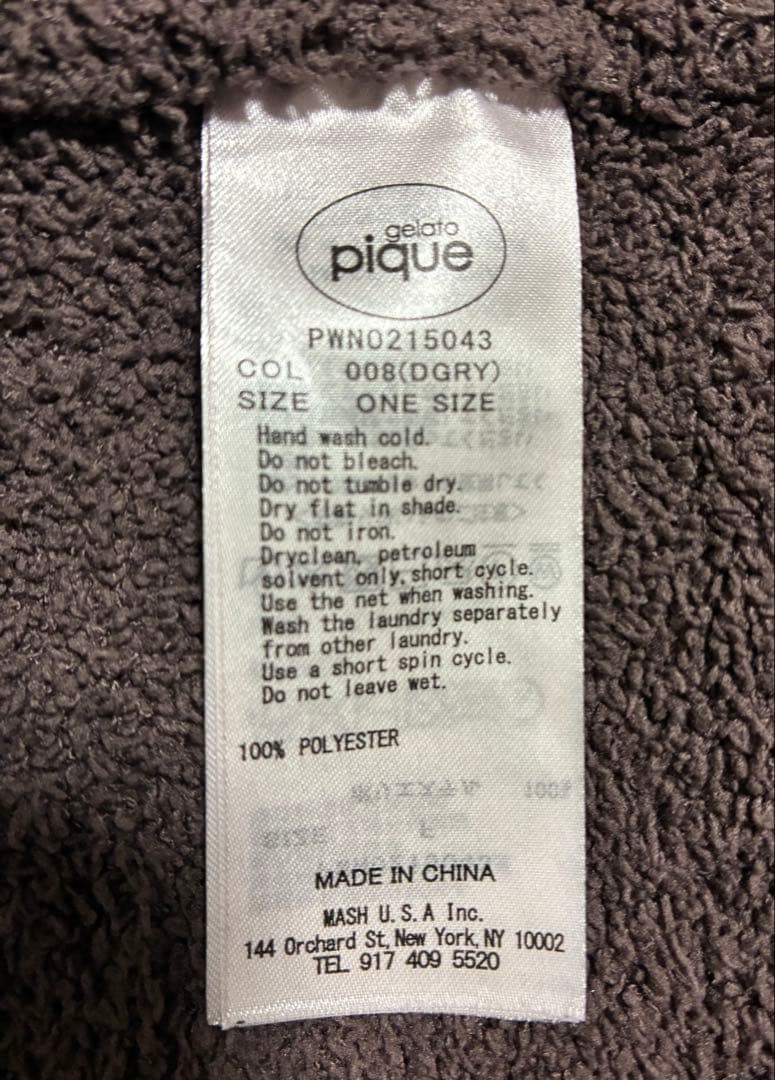 gelato
pique
PWNO215043
COL 008(DGRY)
SIZE ONE SIZE
Hand wash cold.
Do not bleach.
Do not tumble dry.
Dry flat in shade.
Do not iron.
Dryclean, petroleum
solvent only, short cycle.
Use the net when washing.
Wash the laundry separately
from other laundry.
Use a short spin cycle.
Do not leave wet.
100% POLYESTER
MADE IN CHINA
MASH U.S.A Inc.
144 Orchard St, New York, NY 10002
TEL 917 409 5520